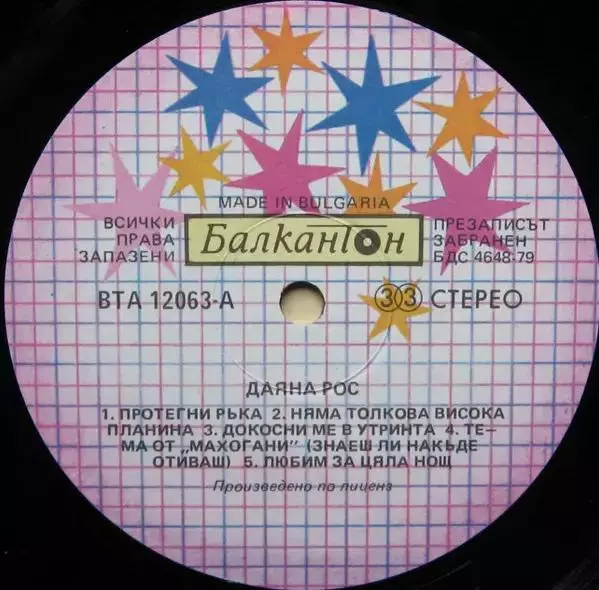 MADE IN BULGARIA
ВСИЧКИ
ПРАВА
ЗАПАЗЕНИ
Балкантон
ПРЕЗАПИСЪТ
ЗАБРАНЕН
БДС 4648-79
ВТА 12063-А
33 СТЕРЕО
ДАЯНА РОС
1. ПРОТЕГНИ РЪКА 2. НЯМА ТОЛКОВА ВИСОКА
ПЛАНИНА 3. ДОКОСНИ МЕ В УТРИНТА 4. ТЕ-
МА ОТ „МАХОГАНИ" (ЗНАЕШ ЛИ НАКЪДЕ
ОТИВАШ) 5. ЛЮБИМ ЗА ЦЯЛА НОЩ
Произведено по лиценз